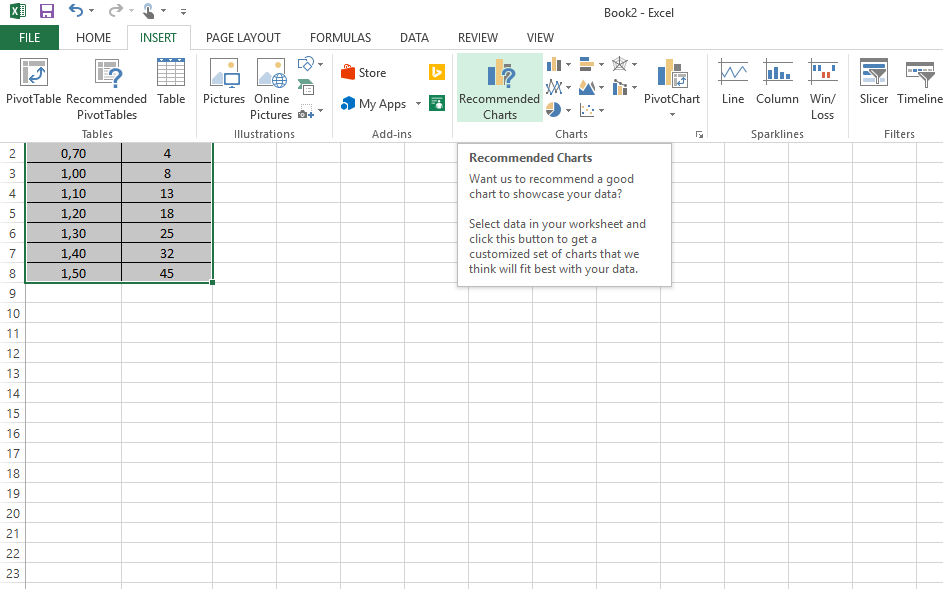 Book2 - Excel
FILE HOME INSERT PAGE LAYOUT FORMULAS DATA REVIEW VIEW
PivotTable Recommended PivotTables Table
Pictures Online Pictures
Store
My Apps
Recommended Charts
PivotChart
Line Column Win/ Loss
Slicer Timeline
Tables Illustrations Add-ins Charts Sparklines Filters
Recommended Charts
Want us to recommend a good
chart to showcase your data?
Select data in your worksheet and
click this button to get a
customized set of charts that we
think will fit best with your data.
2 0,70 4
3 1,00 8
4 1,10 13
5 1,20 18
6 1,30 25
7 1,40 32
8 1,50 45
9
10
11
12
13
14
15
16
17
18
19
20
21
22
23